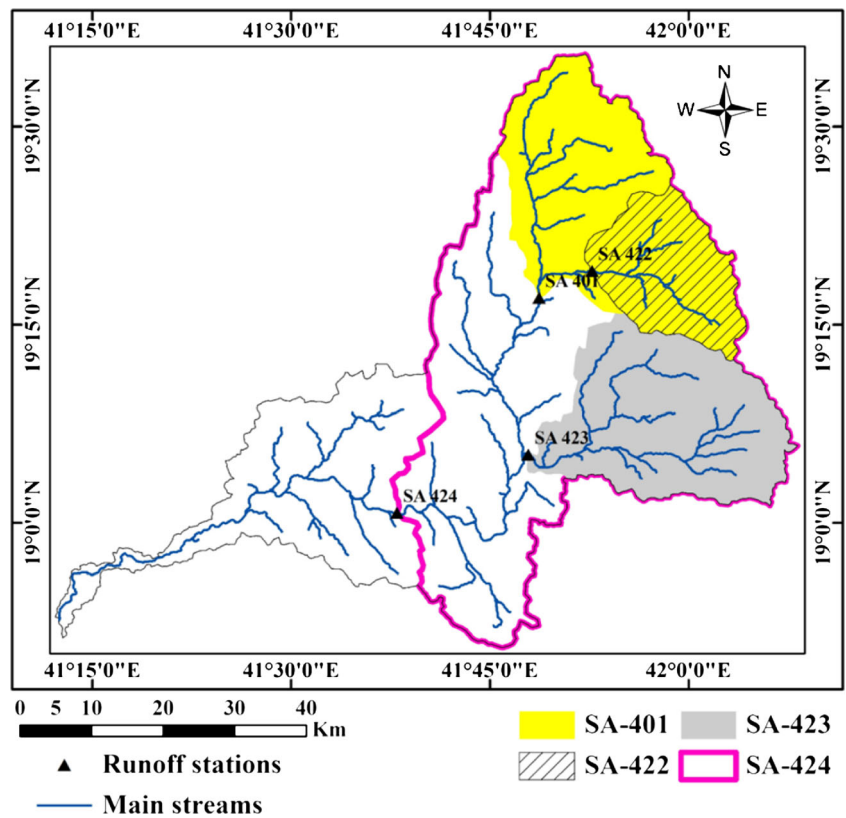 41°15'0"E 41°30'0"E 41°45'0"E 42°0'0"E
19°30'0"N
19°15'0"N
19°0'0"N
N
W E
S
SA 422
SA 401
SA 423
SA 424
19°30'0"N
19°15'0"N
19°0'0"N
41°15'0"E 41°30'0"E 41°45'0"E 42°0'0"E
0 5 10 20 30 40
Km
Runoff stations
Main streams
SA-401 SA-423
SA-422 SA-424